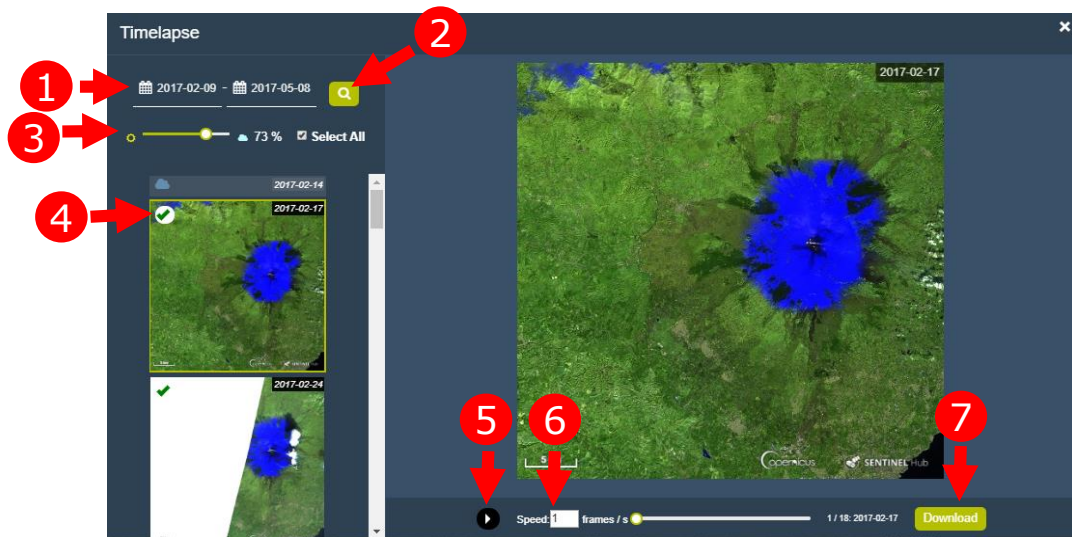 Timelapse
2
1
2017-02-09 - 2017-05-08
3
73 %
Select All
4
2017-02-14
2017-02-17
2017-02-24
2017-02-17
copernicus
SENTINEL Hub
5
6
7
Speed: 1 frames / s
1 / 18: 2017-02-17
Download